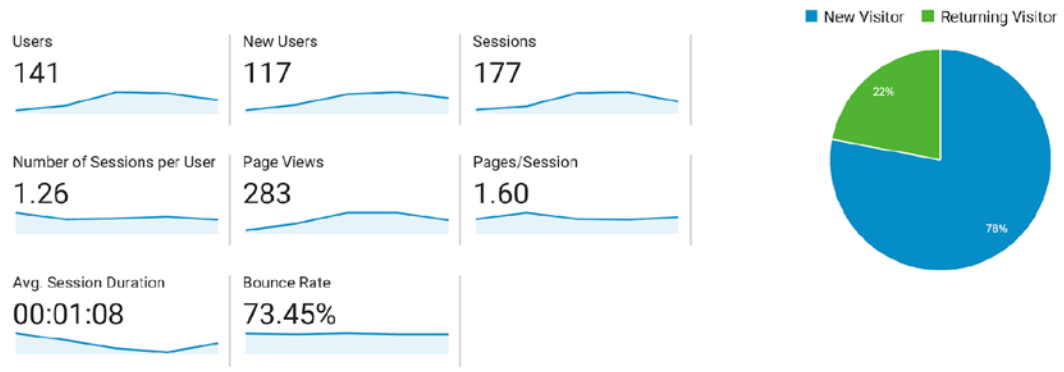 New Visitor
Returning Visitor
Users
141
New Users
117
Sessions
177
22%
78%
Number of Sessions per User
1.26
Page Views
283
Pages/Session
1.60
Avg. Session Duration
00:01:08
Bounce Rate
73.45%